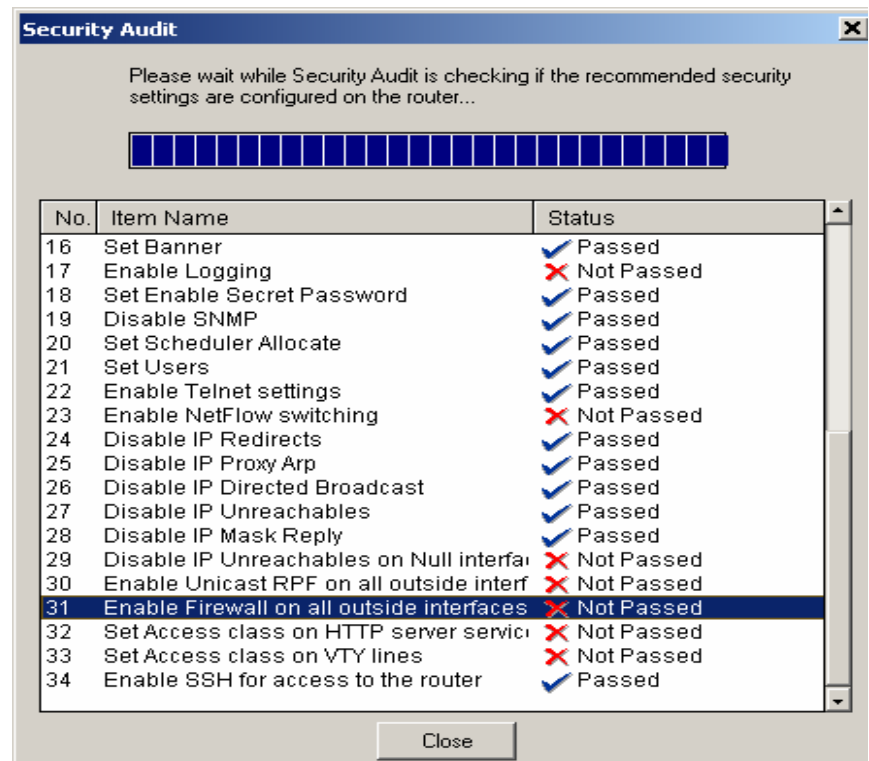 Security Audit
Please wait while Security Audit is checking if the recommended security
settings are configured on the router...
No. Item Name Status
16 Set Banner Passed
17 Enable Logging Not Passed
18 Set Enable Secret Password Passed
19 Disable SNMP Passed
20 Set Scheduler Allocate Passed
21 Set Users Passed
22 Enable Telnet settings Passed
23 Enable NetFlow switching Not Passed
24 Disable IP Redirects Passed
25 Disable IP Proxy Arp Passed
26 Disable IP Directed Broadcast Passed
27 Disable IP Unreachables Passed
28 Disable IP Mask Reply Passed
29 Disable IP Unreachables on Null interfa Not Passed
30 Enable Unicast RPF on all outside interf Not Passed
31 Enable Firewall on all outside interfaces Not Passed
32 Set Access class on HTTP server servic Not Passed
33 Set Access class on VTY lines Not Passed
34 Enable SSH for access to the router Passed
Close